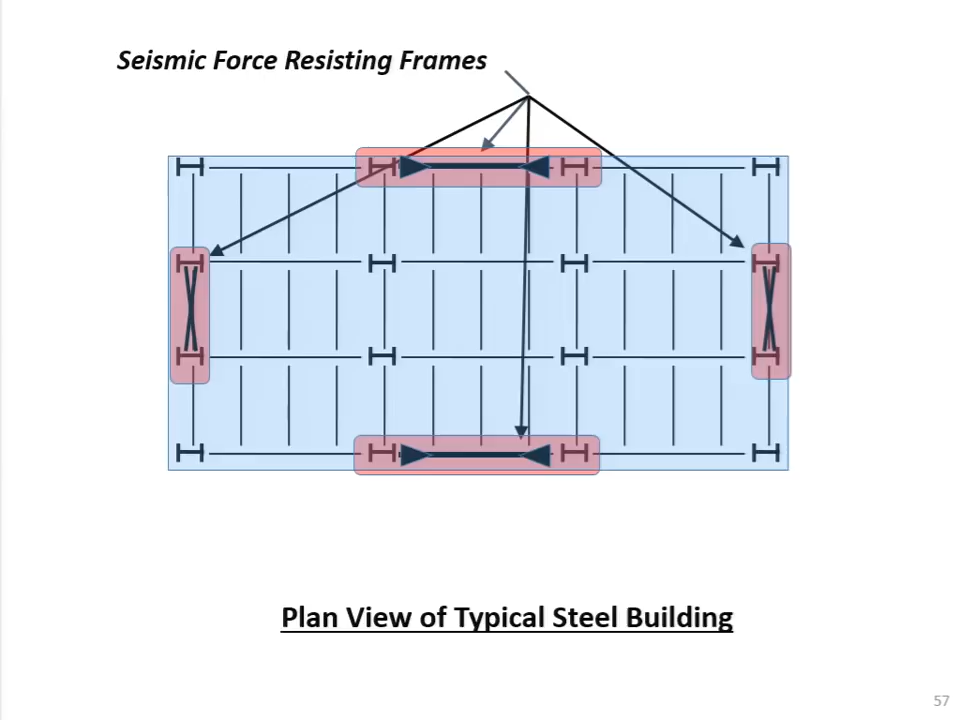 Seismic Force Resisting Frames
Plan View of Typical Steel Building
57